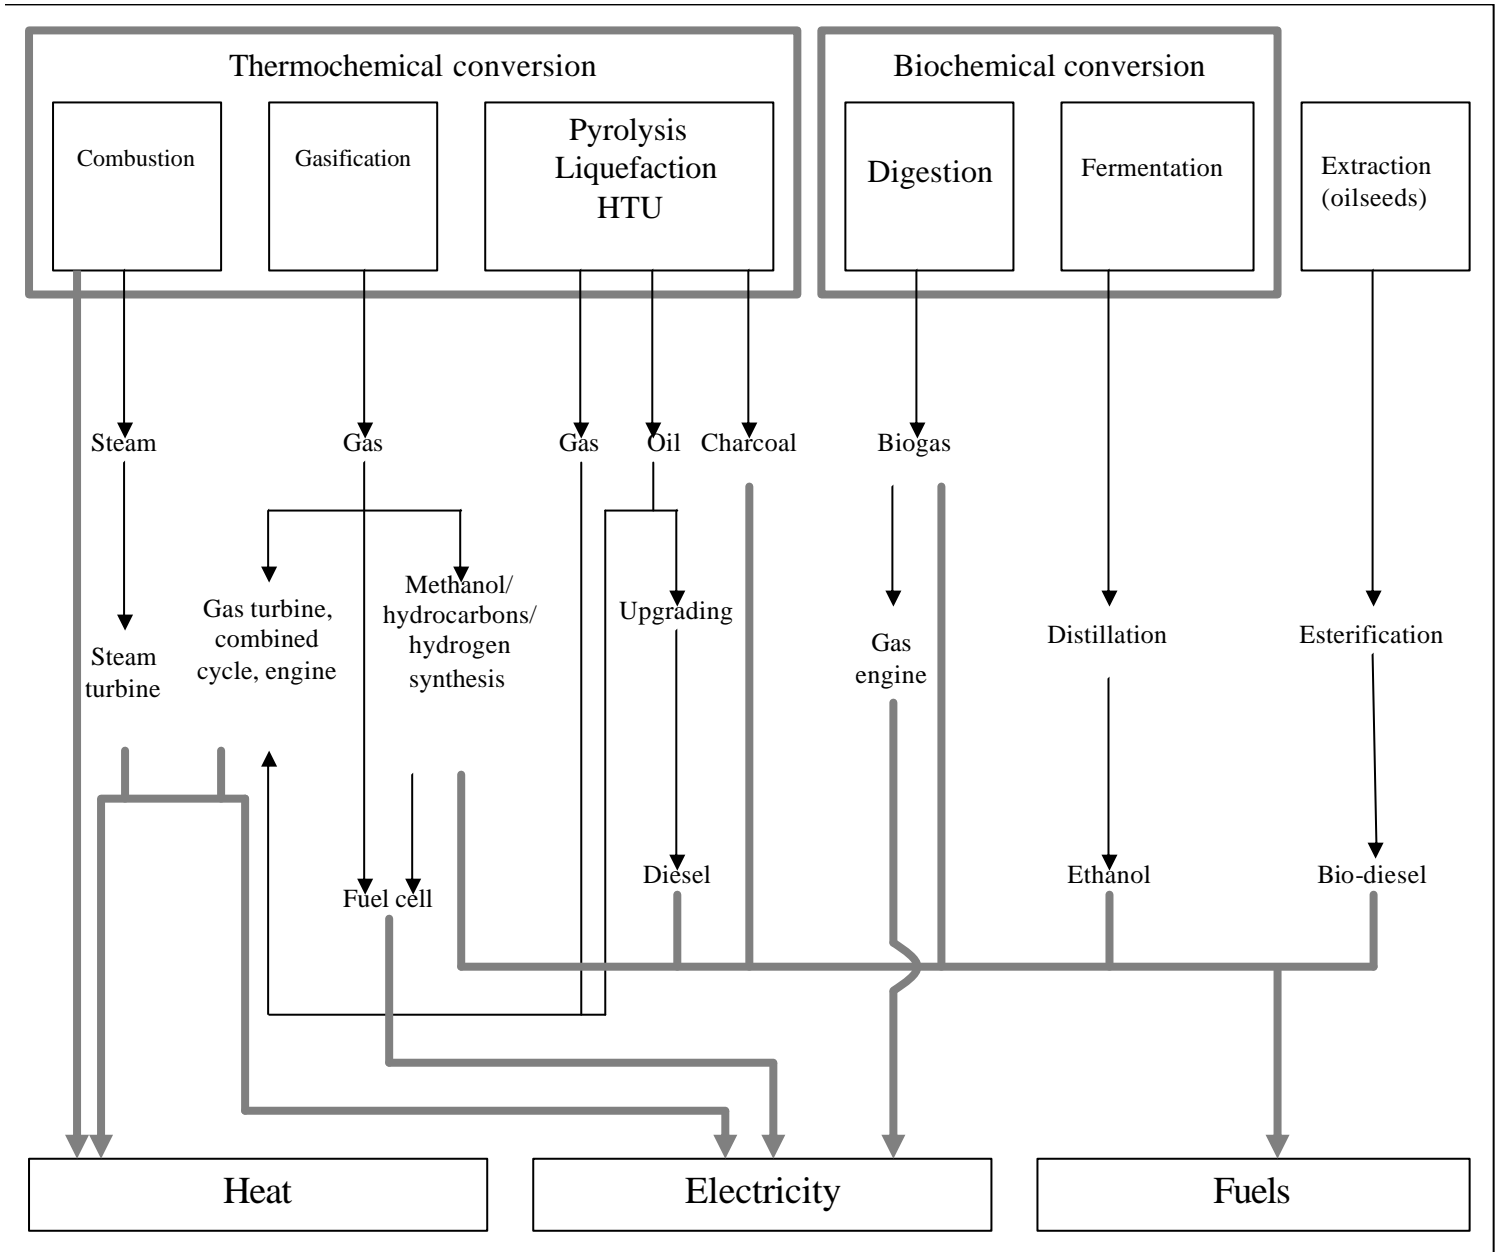 Thermochemical conversion
Biochemical conversion
Combustion
Gasification
Pyrolysis
Liquefaction
HTU
Digestion
Fermentation
Extraction
(oilseeds)
Steam
Gas
Gas
Oil
Charcoal
Biogas
Steam
turbine
Gas turbine,
combined
cycle, engine
Methanol/
hydrocarbons/
hydrogen
synthesis
Upgrading
Gas
engine
Distillation
Esterification
Fuel cell
Diesel
Ethanol
Bio-diesel
Heat
Electricity
Fuels